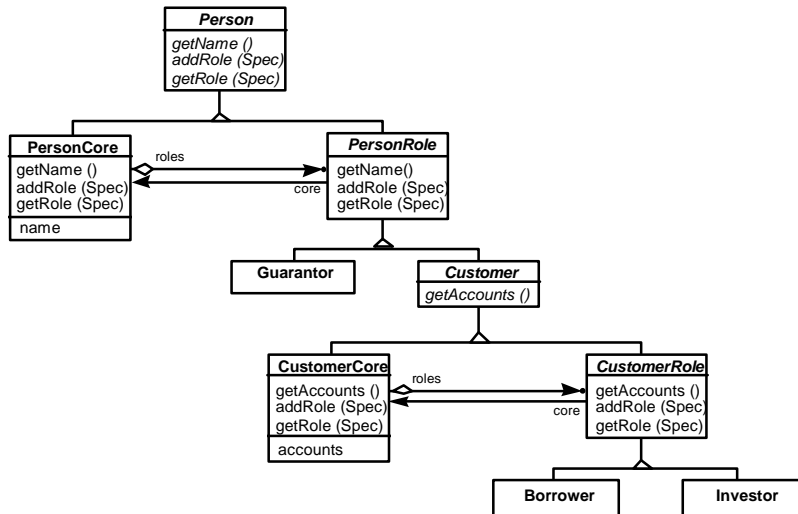 Person
getName ()
addRole (Spec)
getRole (Spec)
PersonCore
getName ()
addRole (Spec)
getRole (Spec)
name
roles
core
PersonRole
getName()
addRole (Spec)
getRole (Spec)
Guarantor
Customer
getAccounts ()
CustomerCore
getAccounts ()
addRole (Spec)
getRole (Spec)
accounts
roles
core
CustomerRole
getAccounts ()
addRole (Spec)
getRole (Spec)
Borrower
Investor